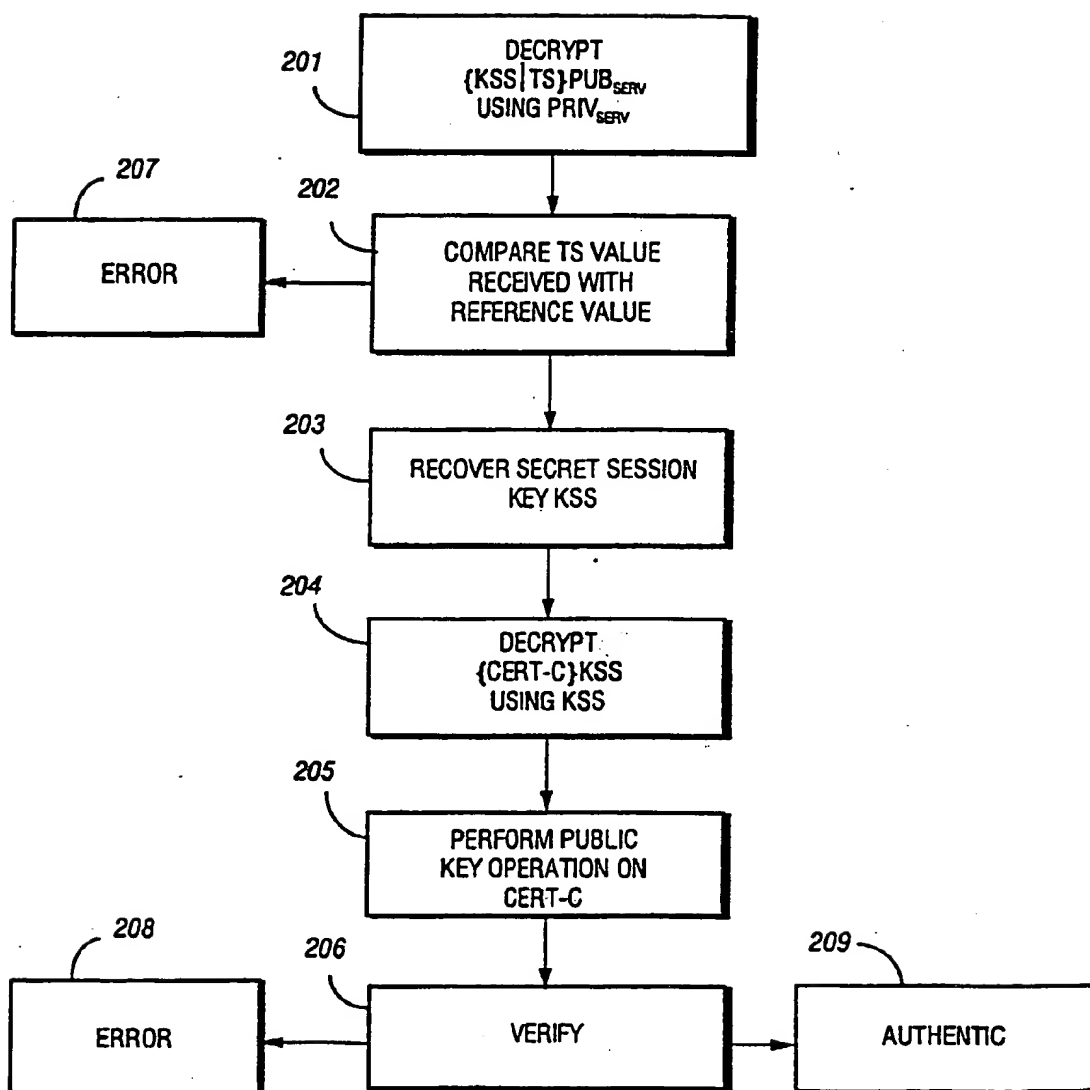 201
DECRYPT
{KSS|TS}PUBSERV
USING PRIVSERV
207
ERROR
202
COMPARE TS VALUE
RECEIVED WITH
REFERENCE VALUE
203
RECOVER SECRET SESSION
KEY KSS
204
DECRYPT
{CERT-C}KSS
USING KSS
205
PERFORM PUBLIC
KEY OPERATION ON
CERT-C
208
ERROR
206
VERIFY
209
AUTHENTIC